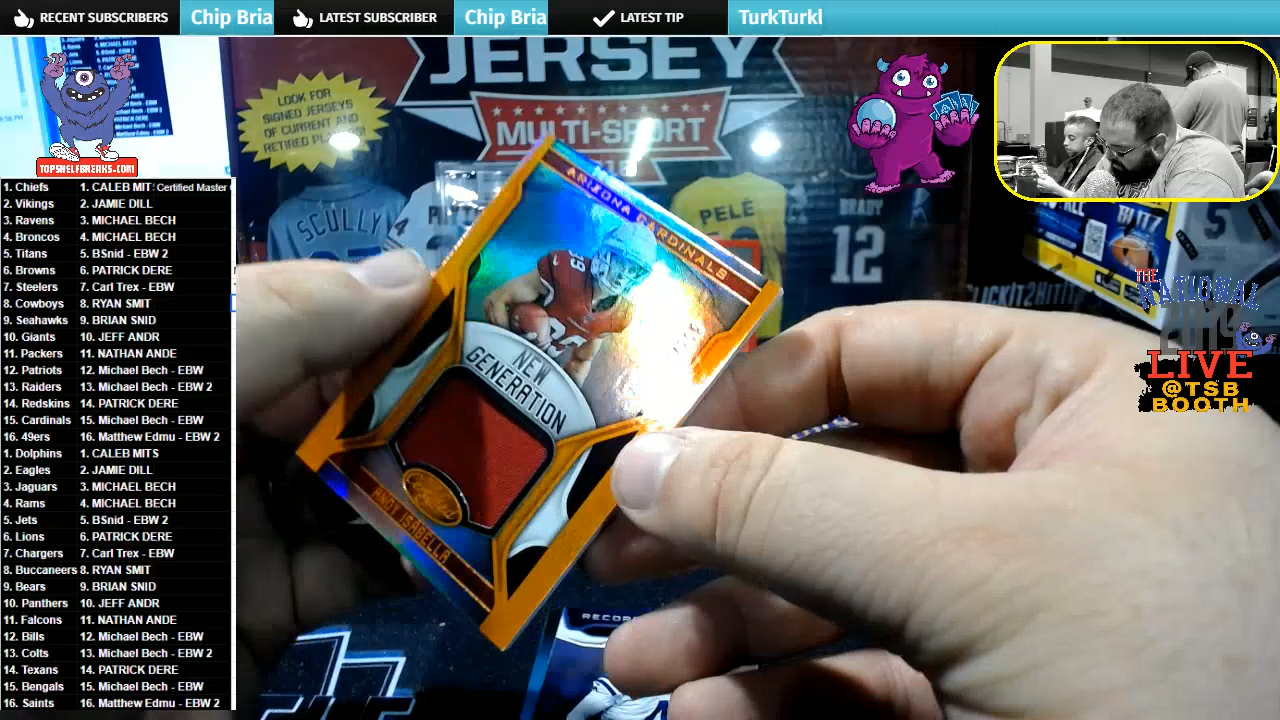 RECENT SUBSCRIBERS
Chip Bria
LATEST SUBSCRIBER
Chip Bria
LATEST TIP
TurkTurkl
TOPSHELFBREAKS.COM
1. Chiefs 1. CALEB MIT: Certified Master
2. Vikings 2. JAMIE DILL
3. Ravens 3. MICHAEL BECH
4. Broncos 4. MICHAEL BECH
5. Titans 5. BSnid - EBW 2
6. Browns 6. PATRICK DERE
7. Steelers 7. Carl Trex - EBW
8. Cowboys 8. RYAN SMIT
9. Seahawks 9. BRIAN SNID
10. Giants 10. JEFF ANDR
11. Packers 11. NATHAN ANDE
12. Patriots 12. Michael Bech - EBW
13. Raiders 13. Michael Bech - EBW 2
14. Redskins 14. PATRICK DERE
15. Cardinals 15. Michael Bech - EBW
16. 49ers 16. Matthew Edmu - EBW 2
1. Dolphins 1. CALEB MITS
2. Eagles 2. JAMIE DILL
3. Jaguars 3. MICHAEL BECH
4. Rams 4. MICHAEL BECH
5. Jets 5. BSnid - EBW 2
6. Lions 6. PATRICK DERE
7. Chargers 7. Carl Trex - EBW
8. Buccaneers 8. RYAN SMIT
9. Bears 9. BRIAN SNID
10. Panthers 10. JEFF ANDR
11. Falcons 11. NATHAN ANDE
12. Bills 12. Michael Bech - EBW
13. Colts 13. Michael Bech - EBW 2
14. Texans 14. PATRICK DERE
15. Bengals 15. Michael Bech - EBW
16. Saints 16. Matthew Edmu - EBW 2
JERSEY
MULTI-SPORT
LOOK FOR
SIGNED JERSEYS
OF CURRENT AND
RETIRED PLAYERS!
SCULLY
PELÉ
BRADY
12
BLITZ
5
ARIZONA CARDINALS
89
NEW
GENERATION
ANDY ISABELLA
THE
NATIONAL
2019
LIVE
@TSB
BOOTH